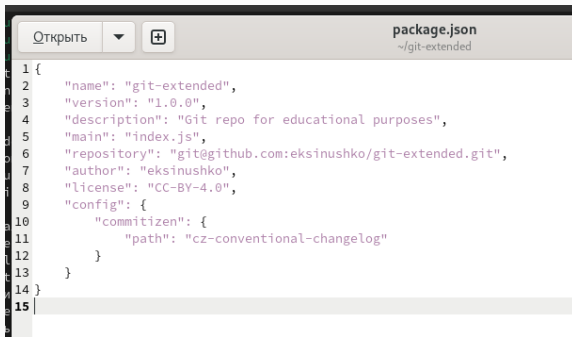 Открыть
package.json
~/git-extended
1 {
2     "name": "git-extended",
3     "version": "1.0.0",
4     "description": "Git repo for educational purposes",
5     "main": "index.js",
6     "repository": "git@github.com:eksinushko/git-extended.git",
7     "author": "eksinushko",
8     "license": "CC-BY-4.0",
9     "config": {
10         "commitizen": {
11             "path": "cz-conventional-changelog"
12         }
13     }
14 }
15